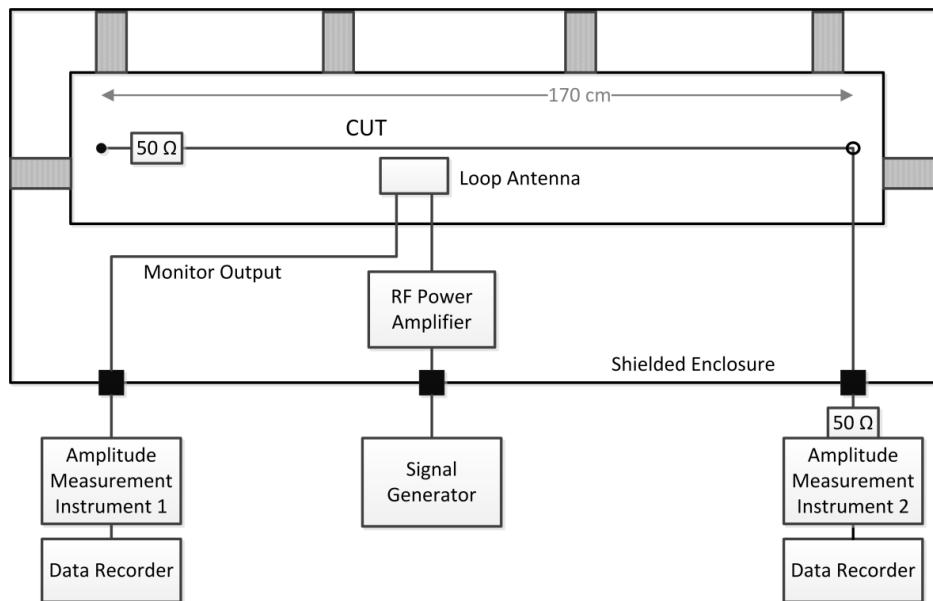 170 cm
CUT
50 Ω
Loop Antenna
Monitor Output
RF Power
Amplifier
Shielded Enclosure
50 Ω
Amplitude
Measurement
Instrument 1
Signal
Generator
Amplitude
Measurement
Instrument 2
Data Recorder
Data Recorder